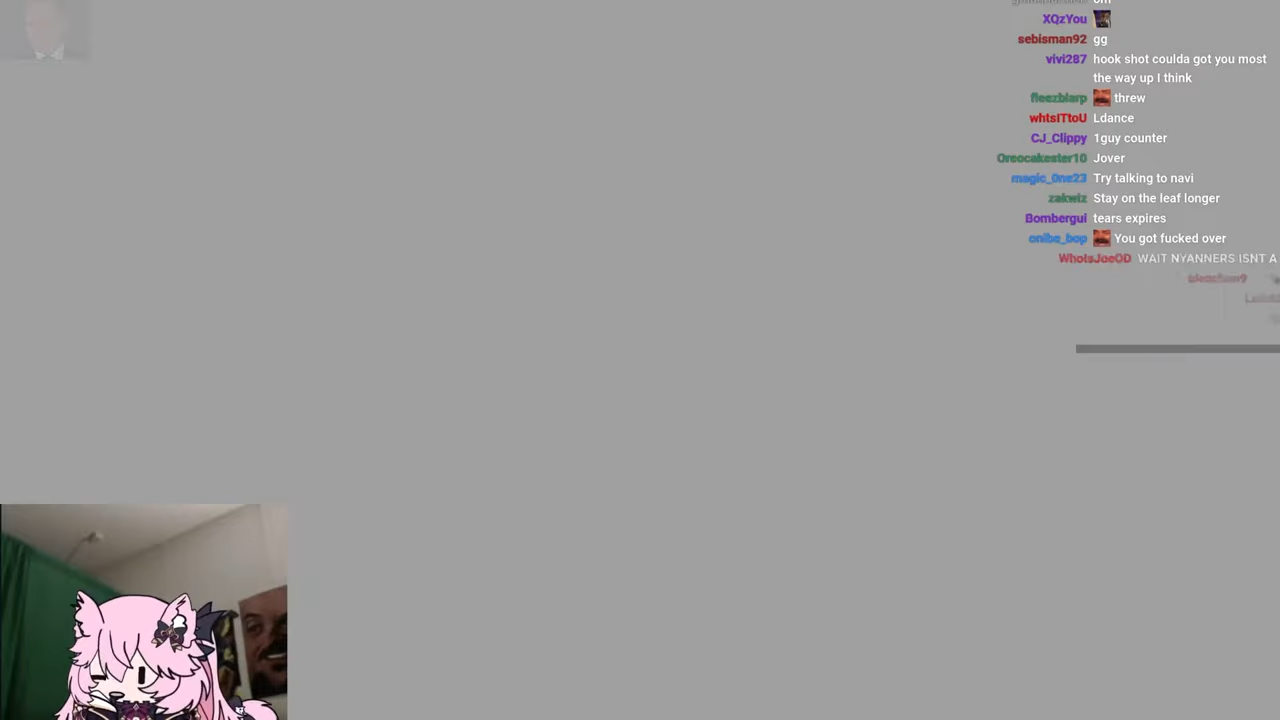 XQzYou
sebisman92 gg
vivi287 hook shot coulda got you most
the way up I think
fleezblarp threw
whtsITtoU Ldance
CJ_Clippy 1guy counter
Oreocakester10 Jover
magic_0ne23 Try talking to navi
zakwiz Stay on the leaf longer
Bombergui tears expires
onibe_bop You got fucked over
WhotsJoeOD WAIT NYANNERS ISNT A